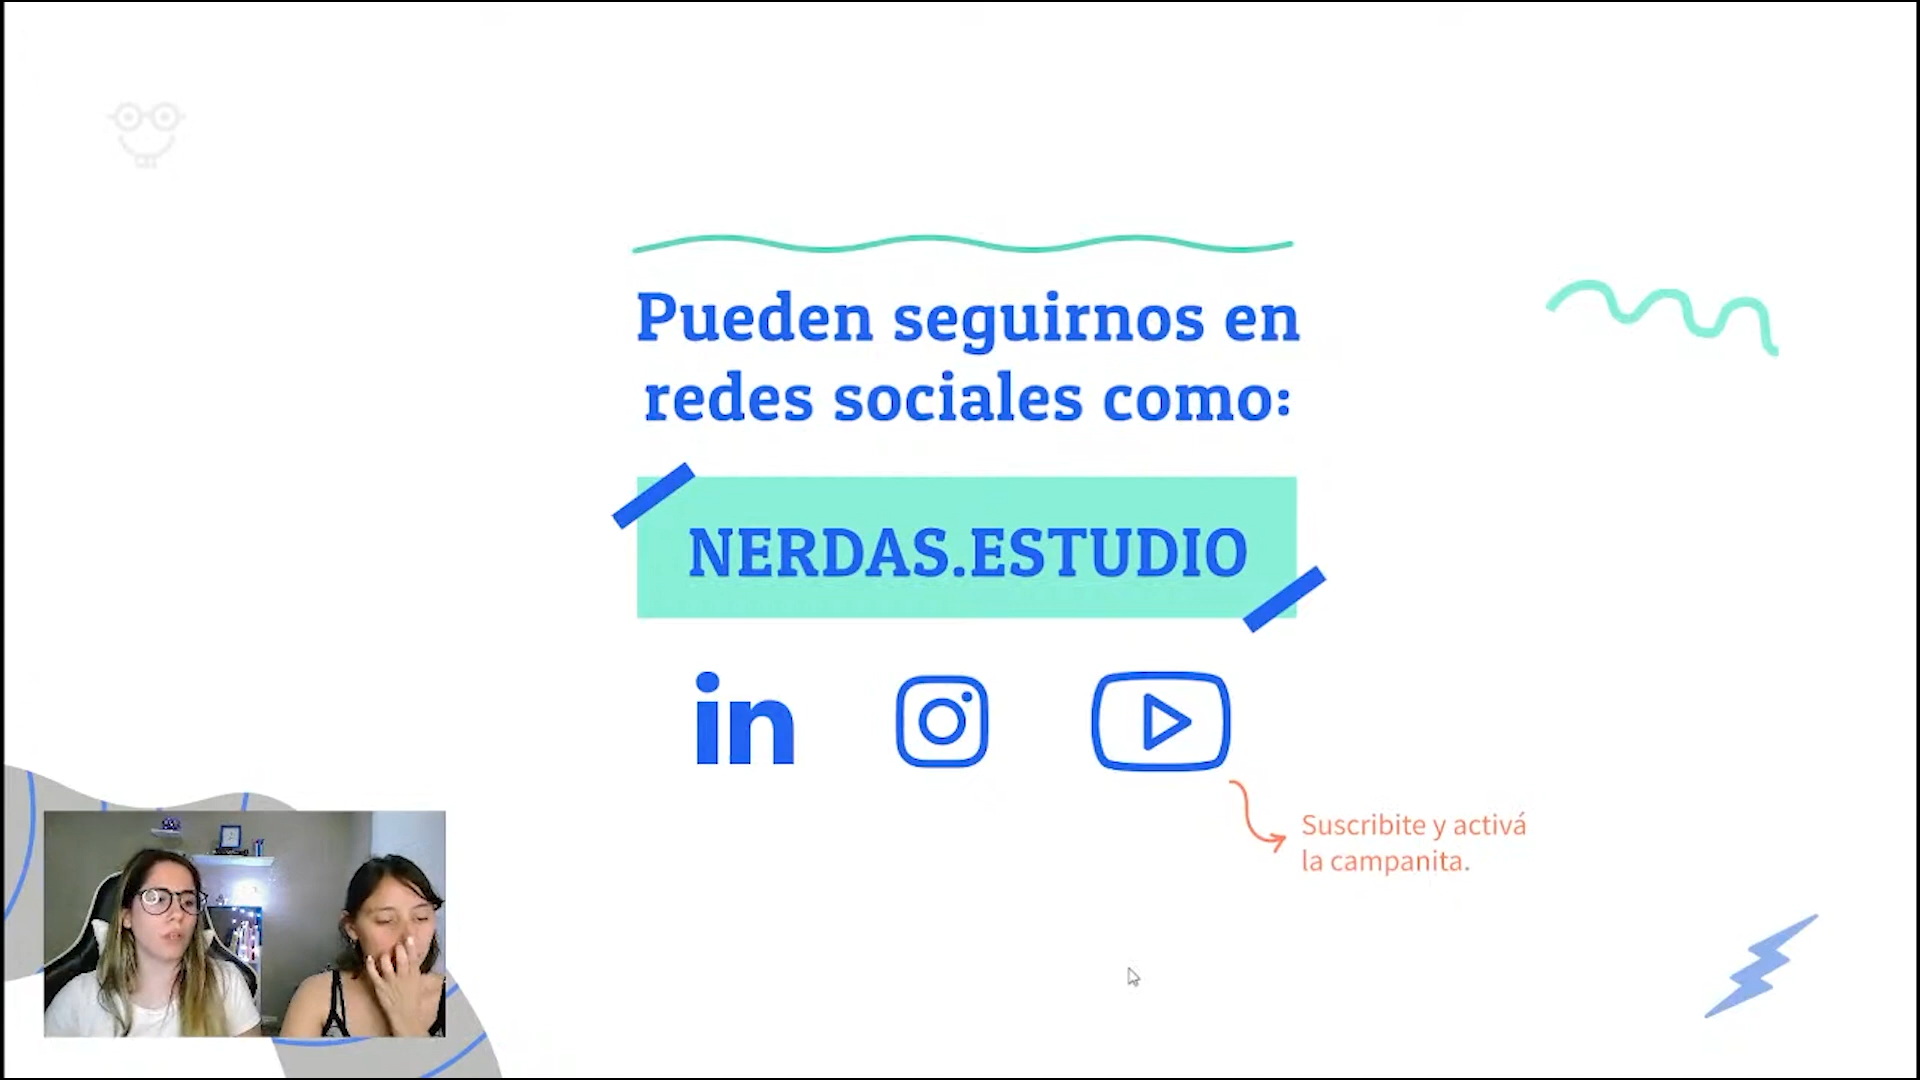 Pueden seguirnos en
redes sociales como:
NERDAS.ESTUDIO
in
Suscribite y activá
la campanita.